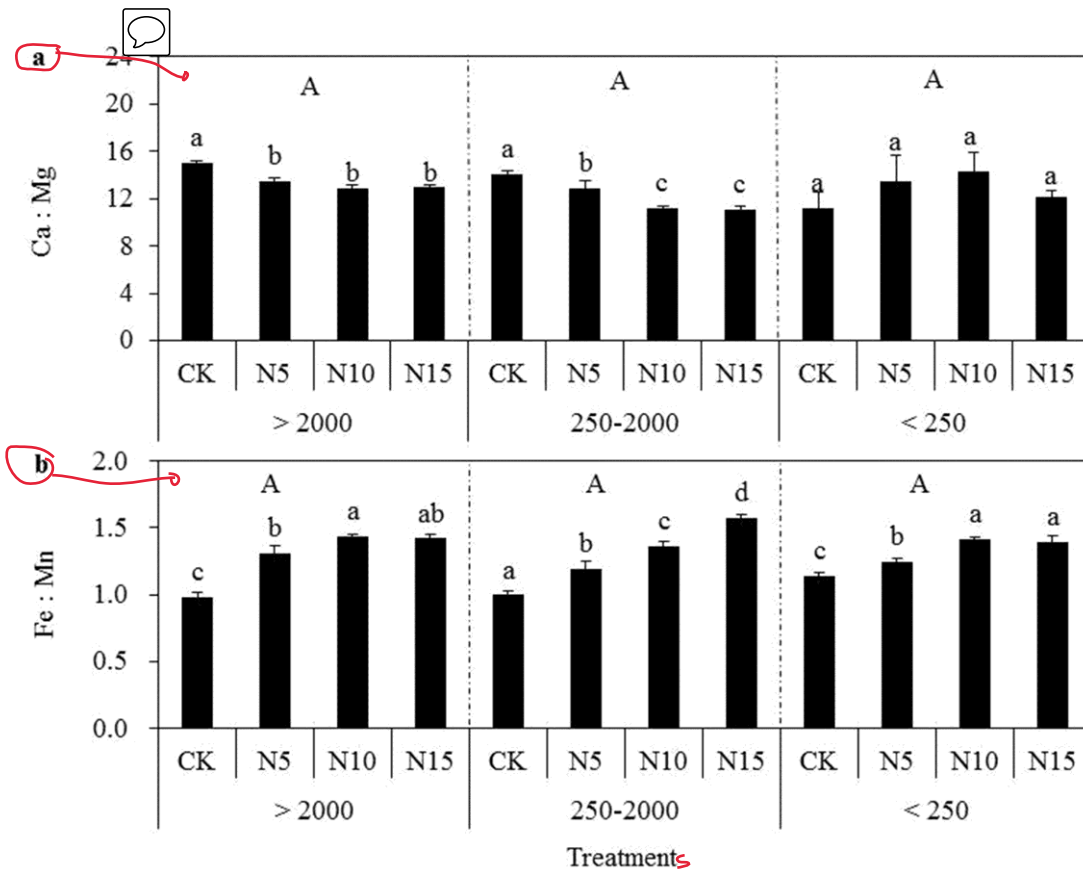 a
24
A A A
20
a a a a
16
b b b b a
Ca : Mg
12
c c a
8
4
0
CK N5 N10 N15 CK N5 N10 N15 CK N5 N10 N15
> 2000 250-2000 < 250
b
2.0
A A A
a ab d a a
1.5
b b c b
c a c
Fe : Mn
1.0
0.5
0.0
CK N5 N10 N15 CK N5 N10 N15 CK N5 N10 N15
> 2000 250-2000 < 250
Treatments